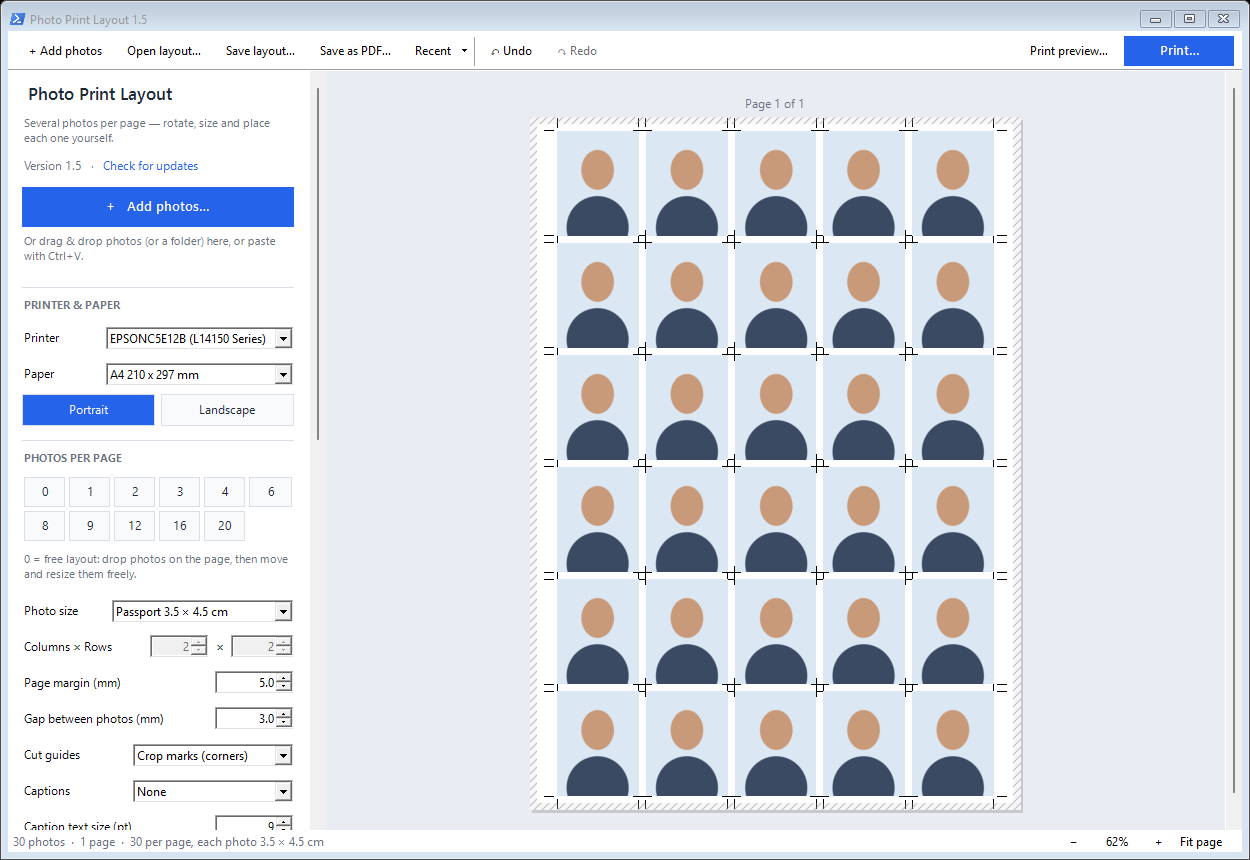 Photo Print Layout 1.5
+ Add photos Open layout... Save layout... Save as PDF... Recent Undo Redo Print preview... Print...
Photo Print Layout
Several photos per page — rotate, size and place
each one yourself.
Version 1.5 · Check for updates
+ Add photos...
Or drag & drop photos (or a folder) here, or paste
with Ctrl+V.
PRINTER & PAPER
Printer EPSONC5E12B (L14150 Series)
Paper A4 210 x 297 mm
Portrait Landscape
PHOTOS PER PAGE
0 1 2 3 4 6
8 9 12 16 20
0 = free layout: drop photos on the page, then move
and resize them freely.
Photo size Passport 3.5 × 4.5 cm
Columns × Rows 2 × 2
Page margin (mm) 5.0
Gap between photos (mm) 3.0
Cut guides Crop marks (corners)
Captions None
Caption text size (pt) 9
Page 1 of 1
30 photos · 1 page · 30 per page, each photo 3.5 × 4.5 cm
− 62% + Fit page